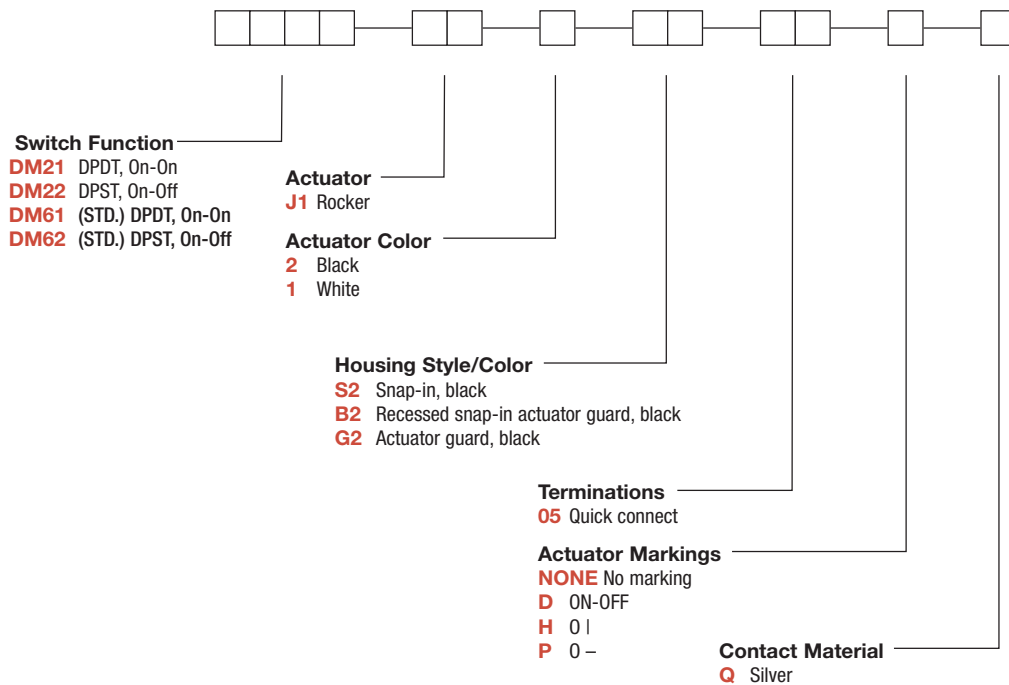 Switch Function
DM21 DPDT, On-On
DM22 DPST, On-Off
DM61 (STD.) DPDT, On-On
DM62 (STD.) DPST, On-Off
Actuator
J1 Rocker
Actuator Color
2 Black
1 White
Housing Style/Color
S2 Snap-in, black
B2 Recessed snap-in actuator guard, black
G2 Actuator guard, black
Terminations
05 Quick connect
Actuator Markings
NONE No marking
D ON-OFF
H O |
P O –
Contact Material
Q Silver